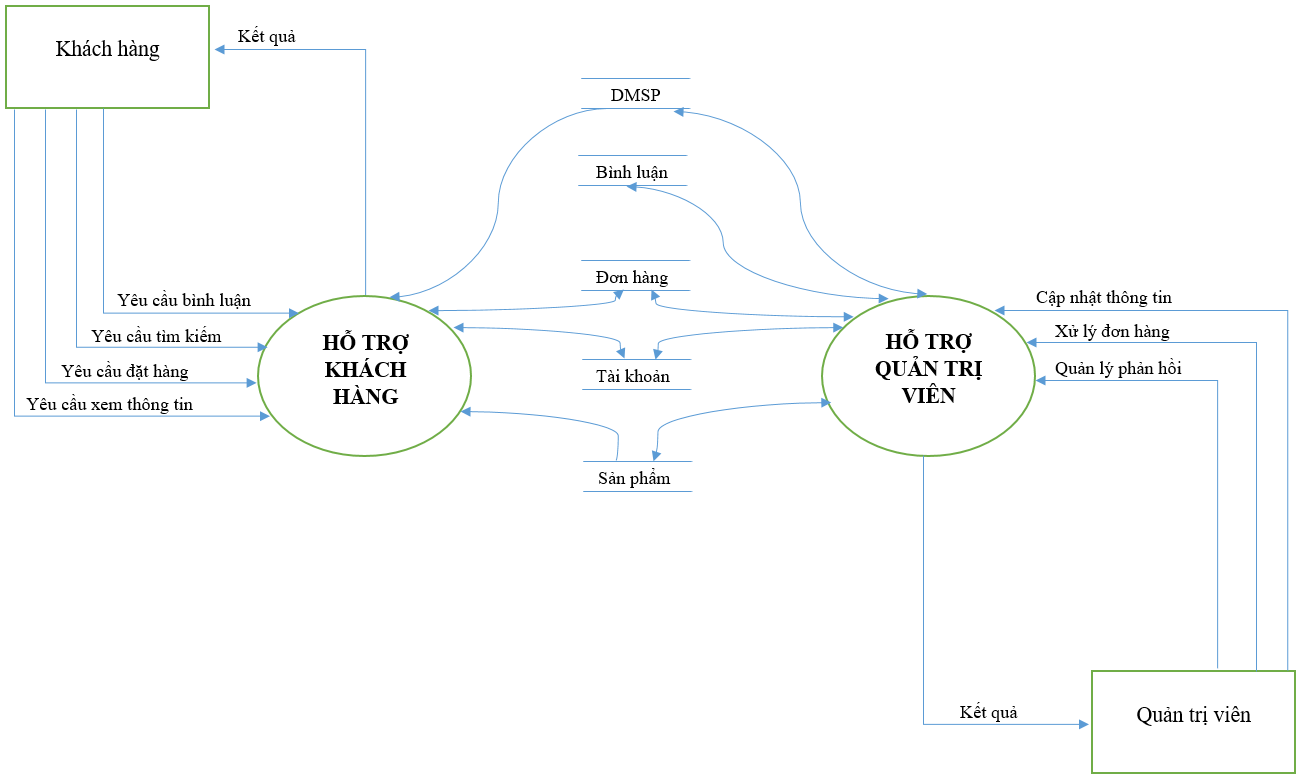 Khách hàng
Kết quả
DMSP
Bình luận
Đơn hàng
Yêu cầu bình luận
Yêu cầu tìm kiếm
Yêu cầu đặt hàng
Yêu cầu xem thông tin
HỖ TRỢ
KHÁCH
HÀNG
Tài khoản
Sản phẩm
HỖ TRỢ
QUẢN TRỊ
VIÊN
Cập nhật thông tin
Xử lý đơn hàng
Quản lý phản hồi
Kết quả
Quản trị viên